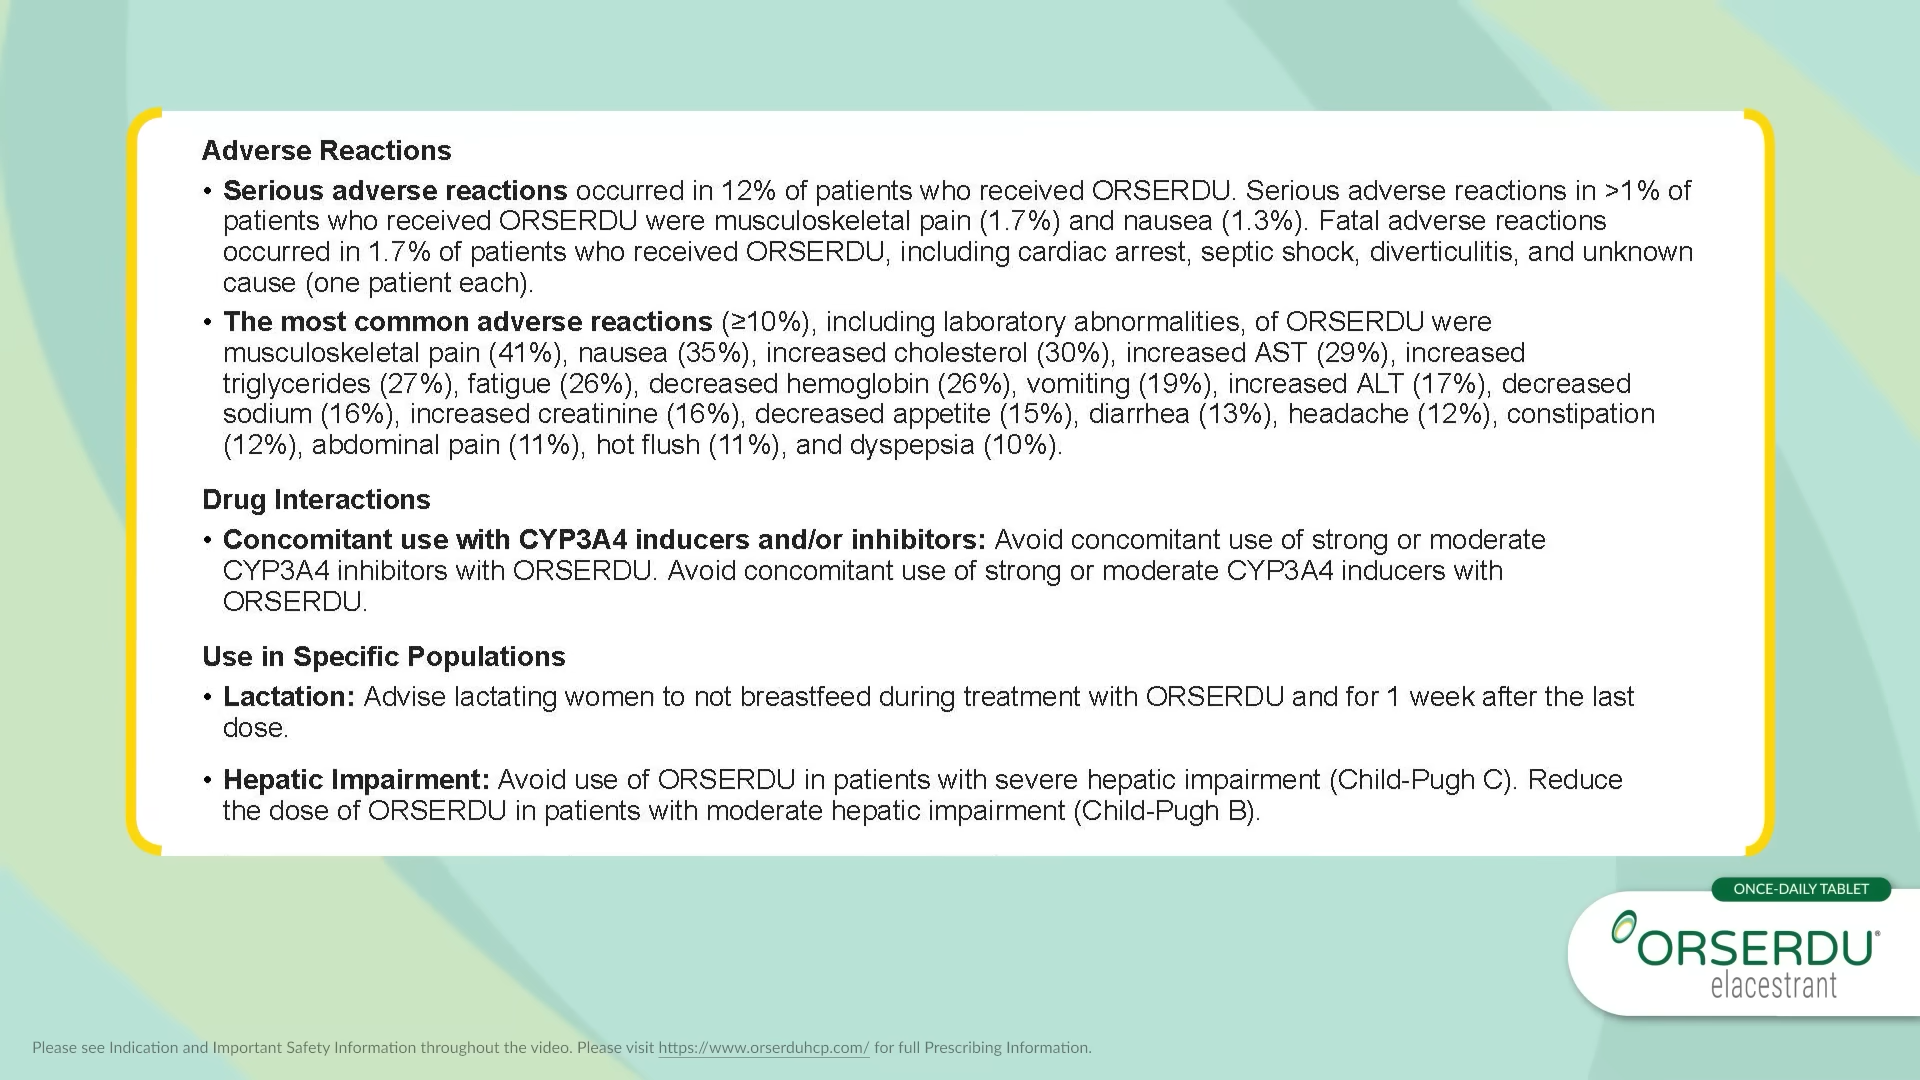 Adverse Reactions
• Serious adverse reactions occurred in 12% of patients who received ORSERDU. Serious adverse reactions in >1% of
patients who received ORSERDU were musculoskeletal pain (1.7%) and nausea (1.3%). Fatal adverse reactions
occurred in 1.7% of patients who received ORSERDU, including cardiac arrest, septic shock, diverticulitis, and unknown
cause (one patient each).
• The most common adverse reactions (≥10%), including laboratory abnormalities, of ORSERDU were
musculoskeletal pain (41%), nausea (35%), increased cholesterol (30%), increased AST (29%), increased
triglycerides (27%), fatigue (26%), decreased hemoglobin (26%), vomiting (19%), increased ALT (17%), decreased
sodium (16%), increased creatinine (16%), decreased appetite (15%), diarrhea (13%), headache (12%), constipation
(12%), abdominal pain (11%), hot flush (11%), and dyspepsia (10%).
Drug Interactions
• Concomitant use with CYP3A4 inducers and/or inhibitors: Avoid concomitant use of strong or moderate
CYP3A4 inhibitors with ORSERDU. Avoid concomitant use of strong or moderate CYP3A4 inducers with
ORSERDU.
Use in Specific Populations
• Lactation: Advise lactating women to not breastfeed during treatment with ORSERDU and for 1 week after the last
dose.
• Hepatic Impairment: Avoid use of ORSERDU in patients with severe hepatic impairment (Child-Pugh C). Reduce
the dose of ORSERDU in patients with moderate hepatic impairment (Child-Pugh B).
ONCE-DAILY TABLET
ORSERDU®
elacestrant
Please see Indication and Important Safety Information throughout the video. Please visit https://www.orserduhcp.com/ for full Prescribing Information.